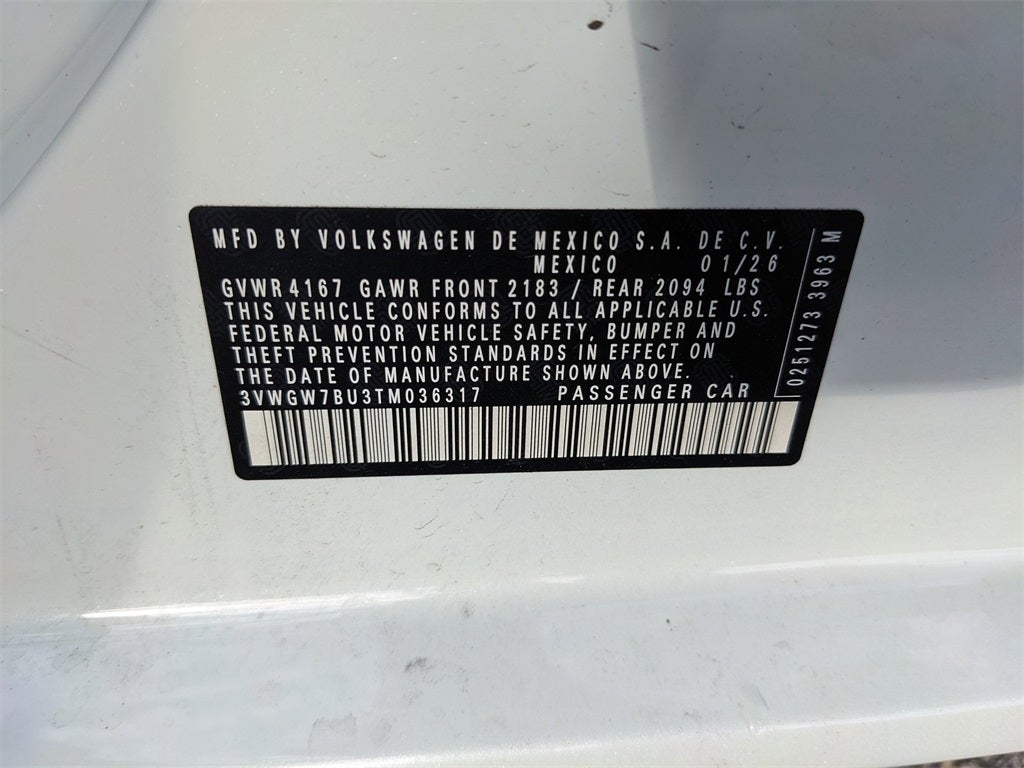 MFD BY VOLKSWAGEN DE MEXICO S.A. DE C.V.
MEXICO 01/26
GVWR 4167 GAWR FRONT 2183 / REAR 2094 LBS
THIS VEHICLE CONFORMS TO ALL APPLICABLE U.S.
FEDERAL MOTOR VEHICLE SAFETY, BUMPER AND
THEFT PREVENTION STANDARDS IN EFFECT ON
THE DATE OF MANUFACTURE SHOWN ABOVE.
3VWGW7BU3TM036317 PASSENGER CAR
0251273 3963 M